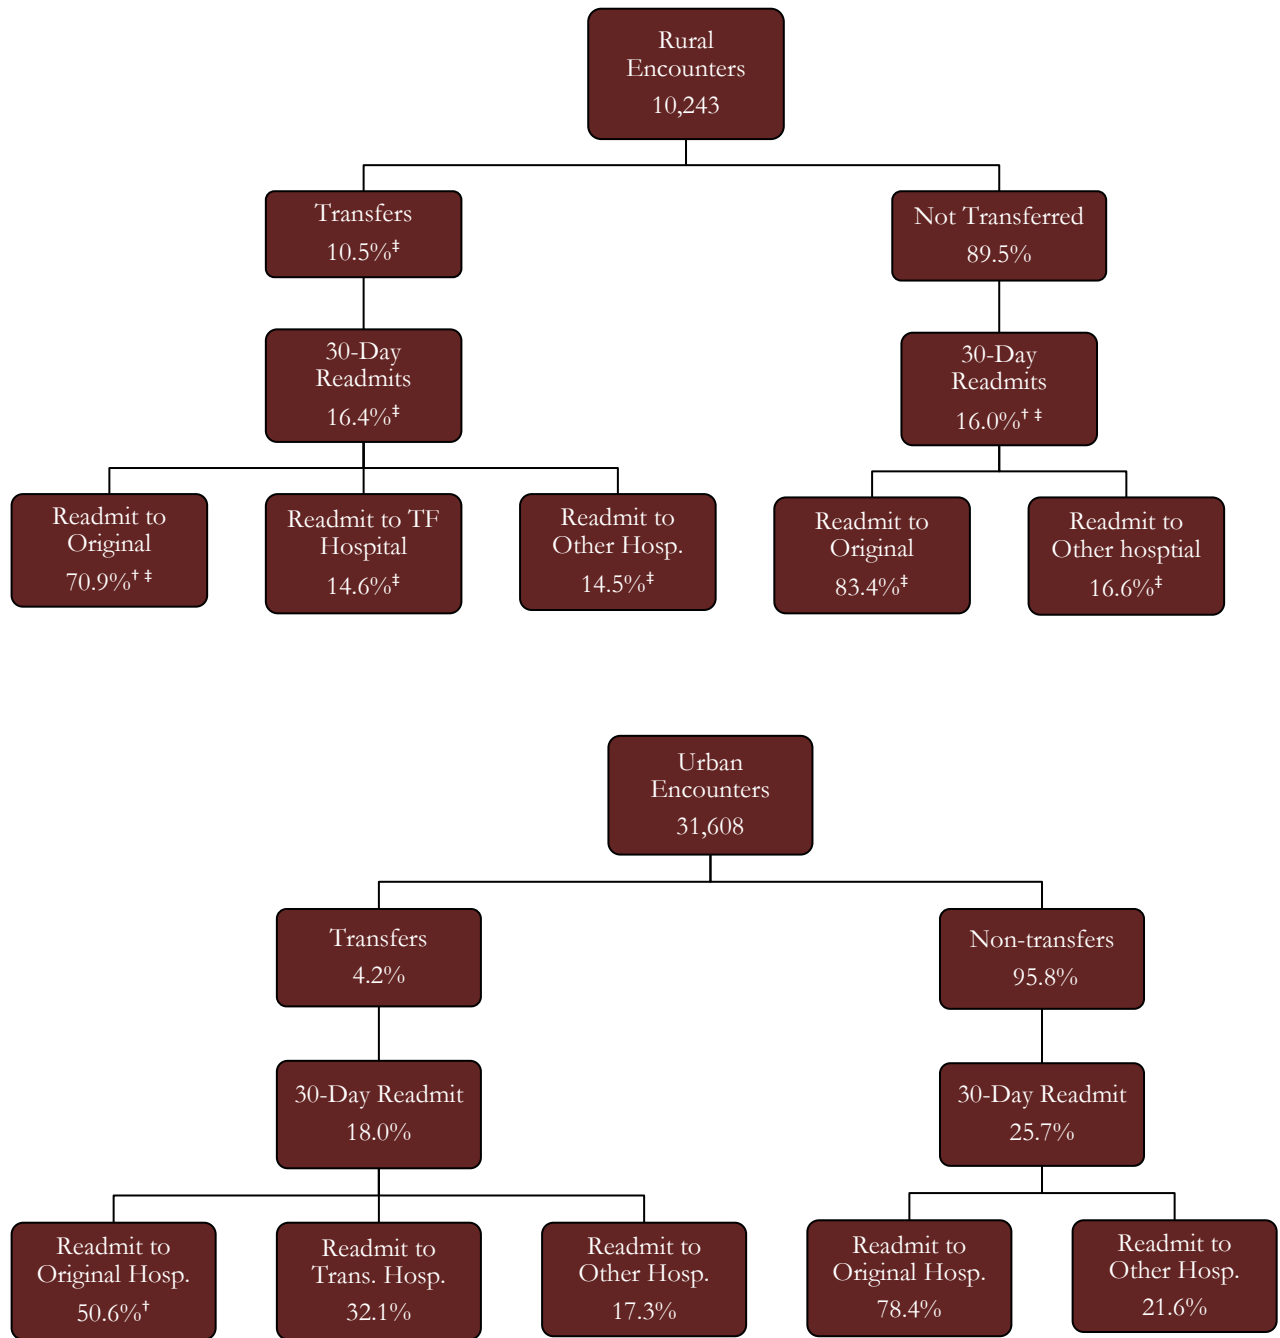 Rural
Encounters
10,243
Transfers
10.5%‡
Not Transferred
89.5%
30-Day
Readmits
16.4%‡
30-Day
Readmits
16.0%† ‡
Readmit to
Original
70.9%† ‡
Readmit to TF
Hospital
14.6%‡
Readmit to
Other Hosp.
14.5%‡
Readmit to
Original
83.4%‡
Readmit to
Other hosptial
16.6%‡
Urban
Encounters
31,608
Transfers
4.2%
Non-transfers
95.8%
30-Day Readmit
18.0%
30-Day Readmit
25.7%
Readmit to
Original Hosp.
50.6%†
Readmit to
Trans. Hosp.
32.1%
Readmit to
Other Hosp.
17.3%
Readmit to
Original Hosp.
78.4%
Readmit to
Other Hosp.
21.6%